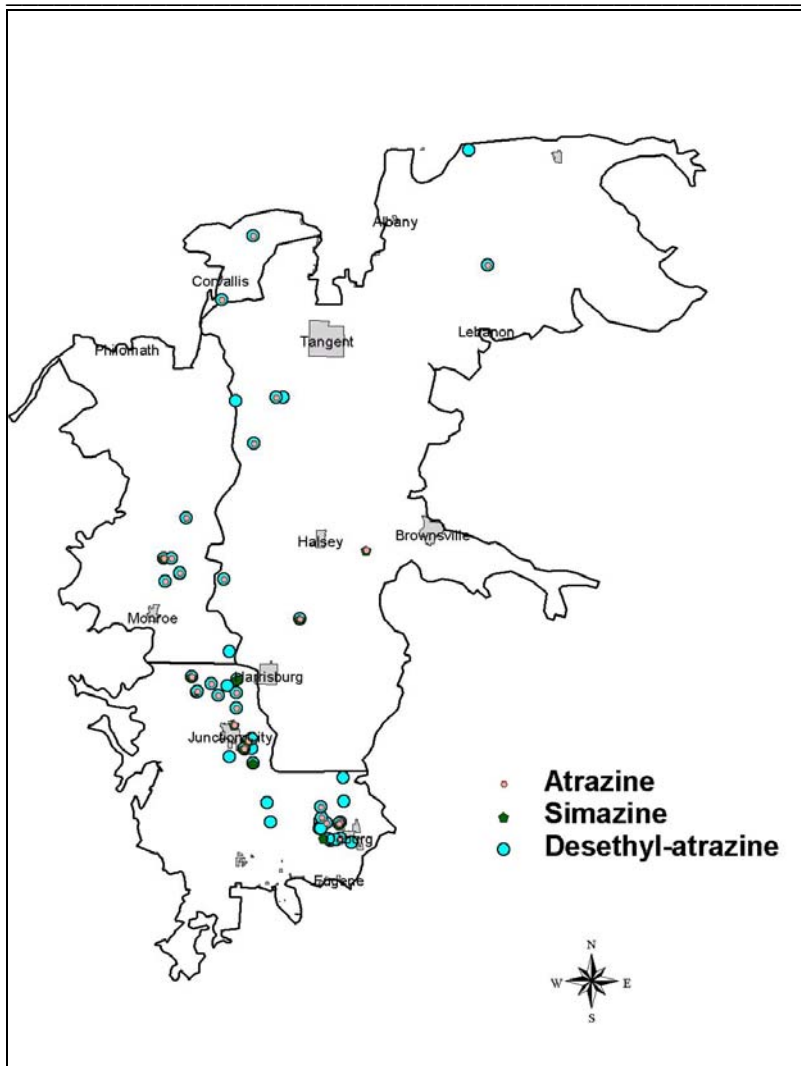 Albany
Corvallis
Lebanon
Tangent
Philomath
Halsey
Brownsville
Monroe
Harrisburg
Junction City
Atrazine
Simazine
Desethyl-atrazine
Eugene
N
W E
S